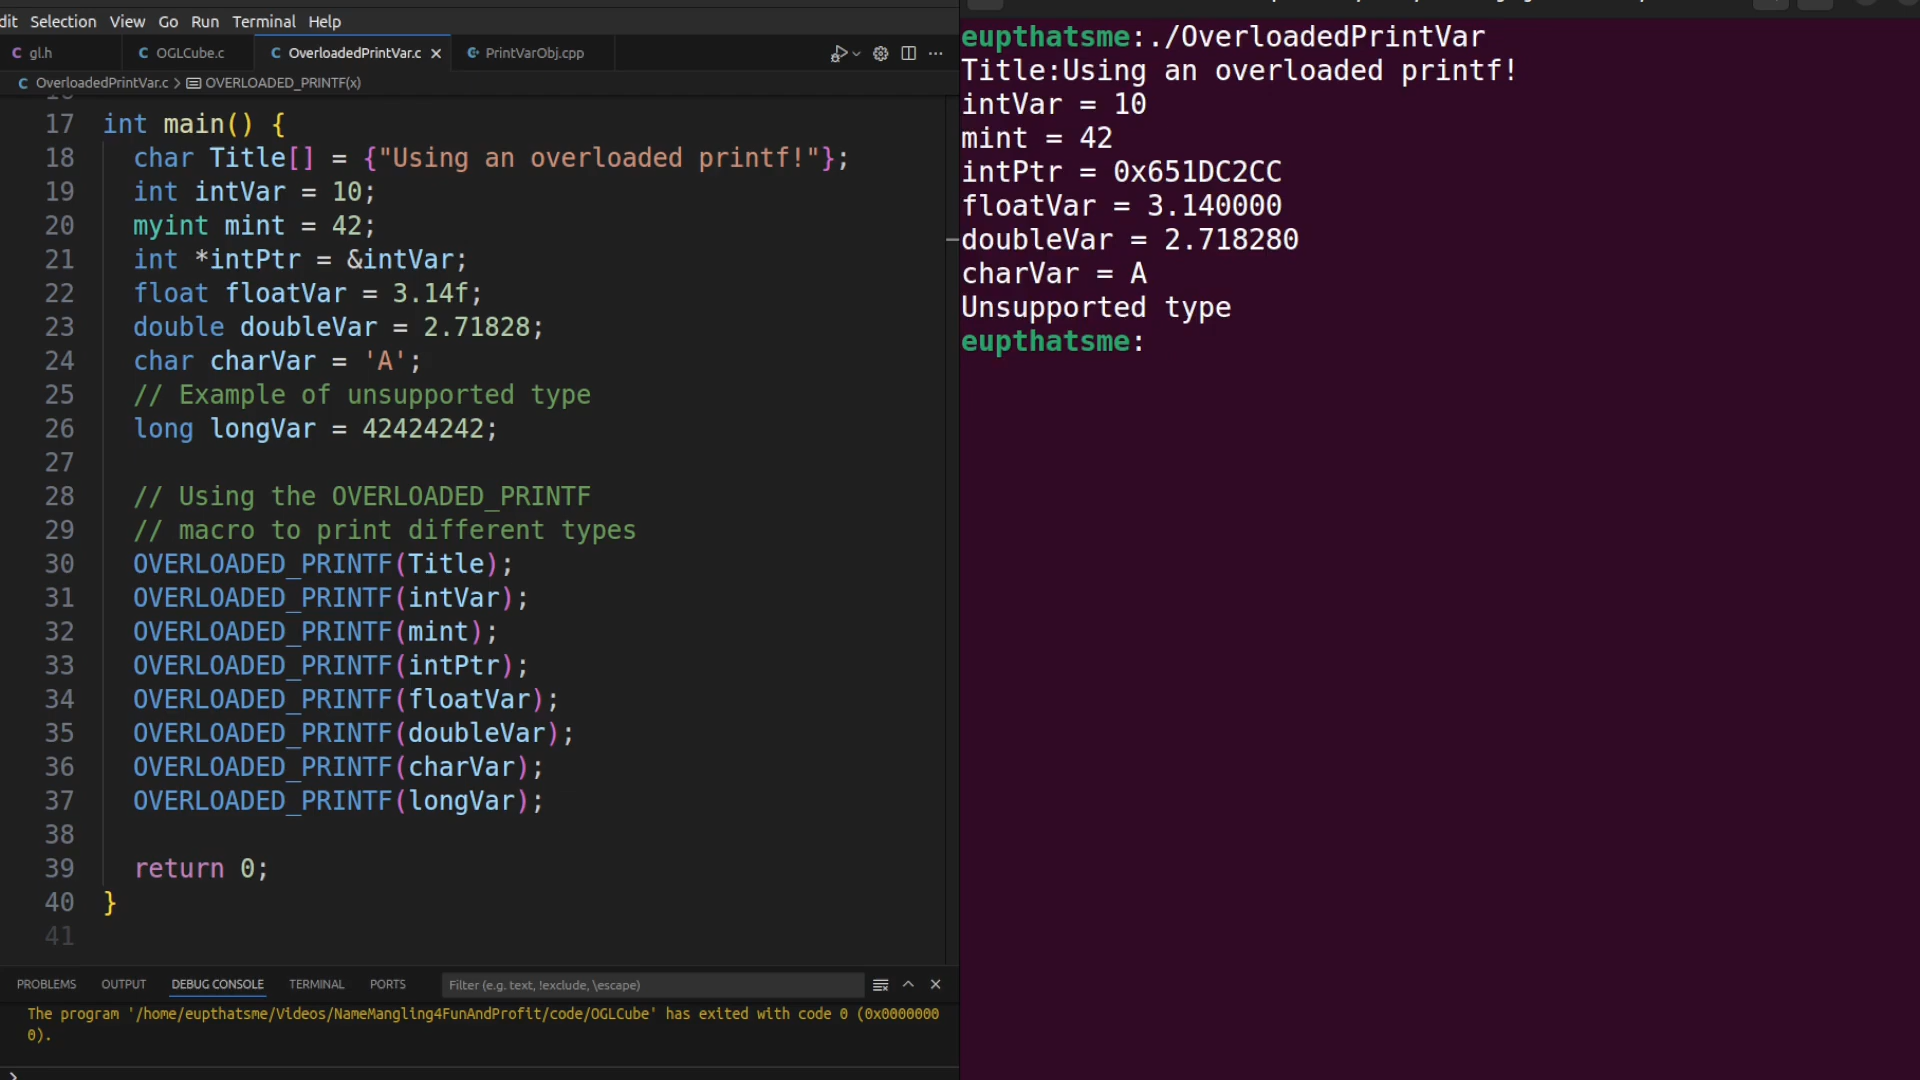 dit Selection View Go Run Terminal Help
gl.h OGLCube.c OverloadedPrintVar.c PrintVarObj.cpp
OverloadedPrintVar.c > OVERLOADED_PRINTF(x)
17 int main() {
18 char Title[] = {"Using an overloaded printf!"};
19 int intVar = 10;
20 myint mint = 42;
21 int *intPtr = &intVar;
22 float floatVar = 3.14f;
23 double doubleVar = 2.71828;
24 char charVar = 'A';
25 // Example of unsupported type
26 long longVar = 42424242;
27
28 // Using the OVERLOADED_PRINTF
29 // macro to print different types
30 OVERLOADED_PRINTF(Title);
31 OVERLOADED_PRINTF(intVar);
32 OVERLOADED_PRINTF(mint);
33 OVERLOADED_PRINTF(intPtr);
34 OVERLOADED_PRINTF(floatVar);
35 OVERLOADED_PRINTF(doubleVar);
36 OVERLOADED_PRINTF(charVar);
37 OVERLOADED_PRINTF(longVar);
38
39 return 0;
40 }
41
PROBLEMS OUTPUT DEBUG CONSOLE TERMINAL PORTS Filter (e.g. text, !exclude, \escape)
The program '/home/eupthatsme/Videos/NameMangling4FunAndProfit/code/OGLCube' has exited with code 0 (0x0000000
0).
eupthatsme:./OverloadedPrintVar
Title:Using an overloaded printf!
intVar = 10
mint = 42
intPtr = 0x651DC2CC
floatVar = 3.140000
doubleVar = 2.718280
charVar = A
Unsupported type
eupthatsme: